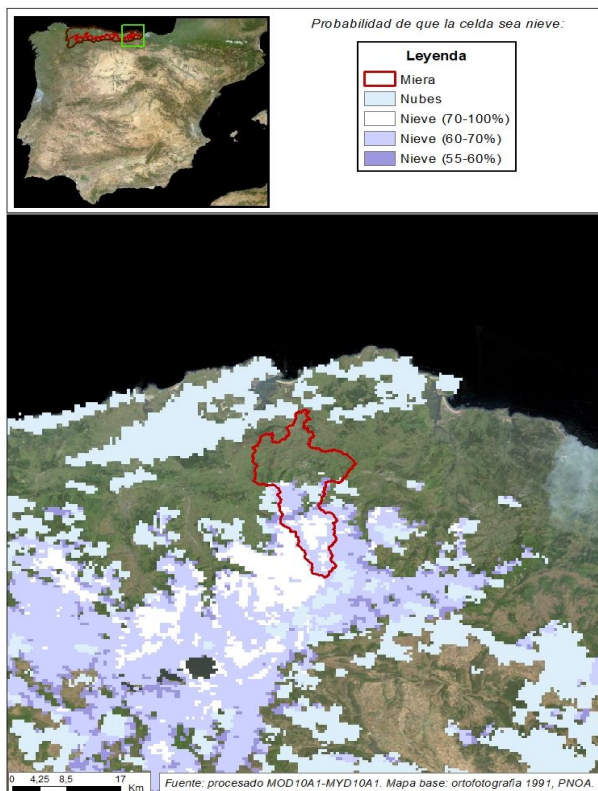 Probabilidad de que la celda sea nieve:
Leyenda
Miera
Nubes
Nieve (70-100%)
Nieve (60-70%)
Nieve (55-60%)
0 4,25 8,5 17
Km
Fuente: procesado MOD10A1-MYD10A1. Mapa base: ortofotografía 1991, PNOA.